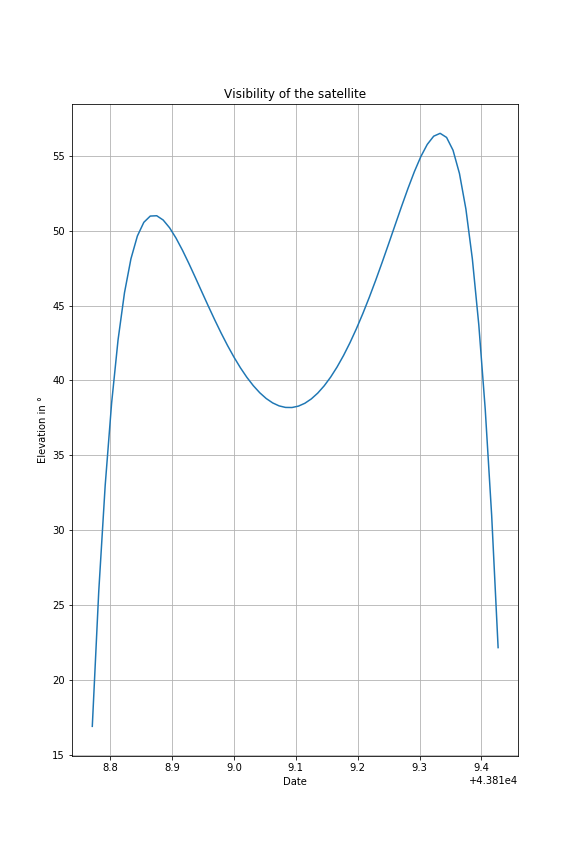 Visibility of the satellite
Elevation in °
55
50
45
40
35
30
25
20
15
8.8 8.9 9.0 9.1 9.2 9.3 9.4
Date
+4.381e4